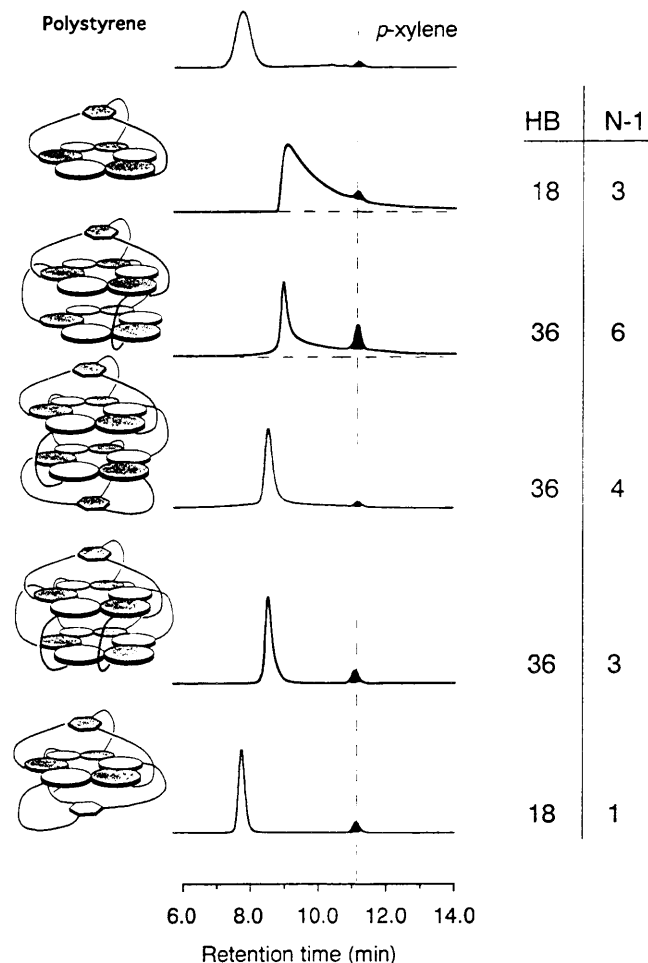 Polystyrene
p-xylene
HB N-1
18 3
36 6
36 4
36 3
18 1
6.0 8.0 10.0 12.0 14.0
Retention time (min)